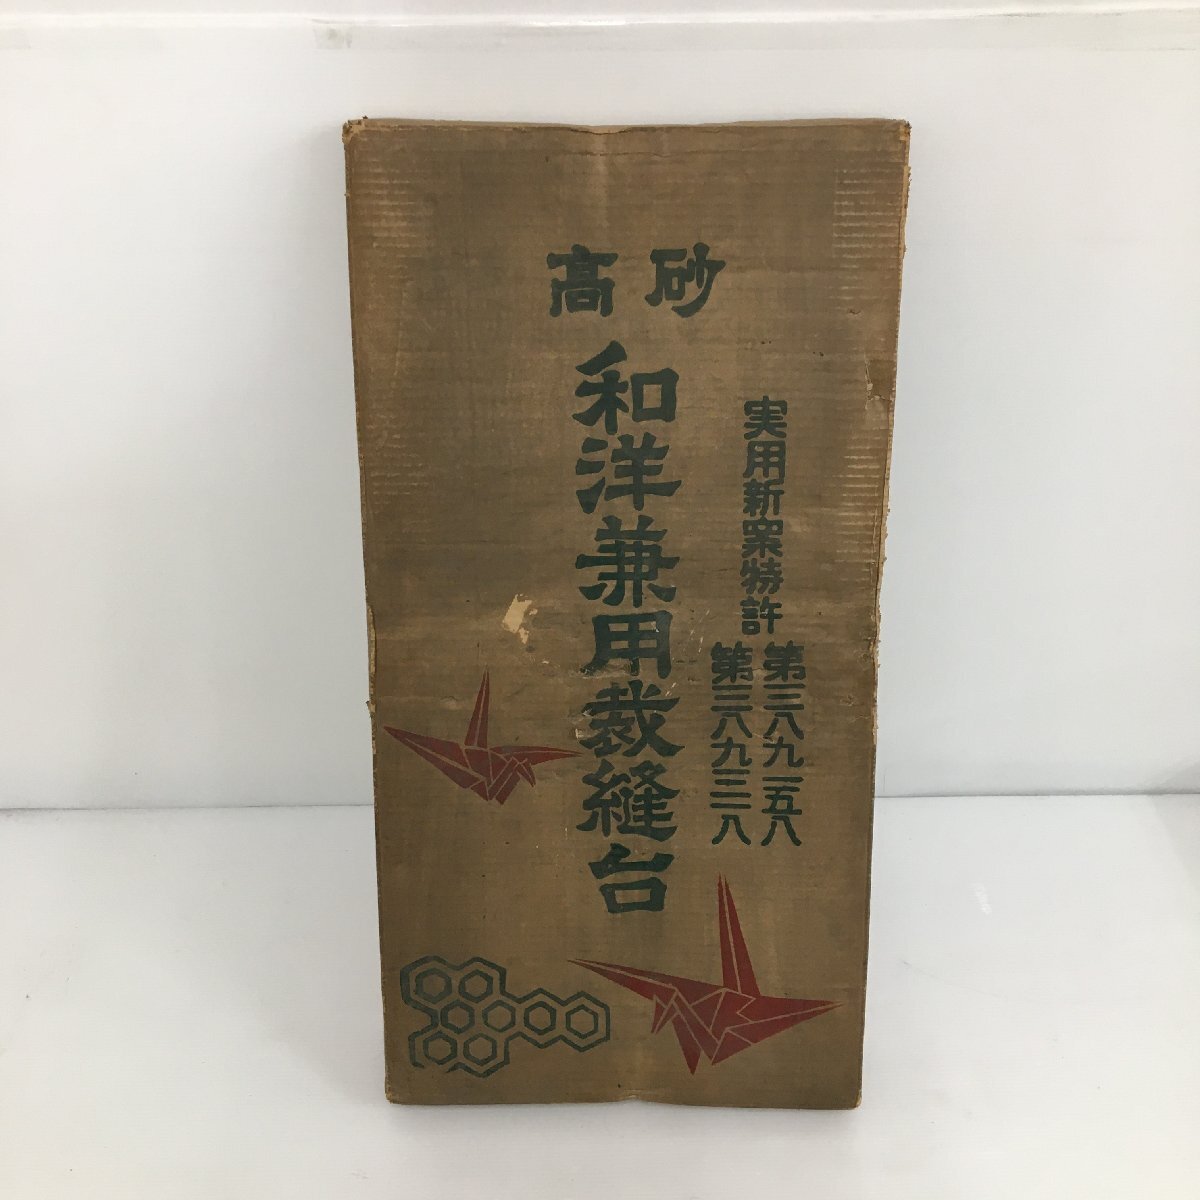 高砂
和洋兼用裁縫台
実用新案特許
第三八九一五八
第三八九三一八